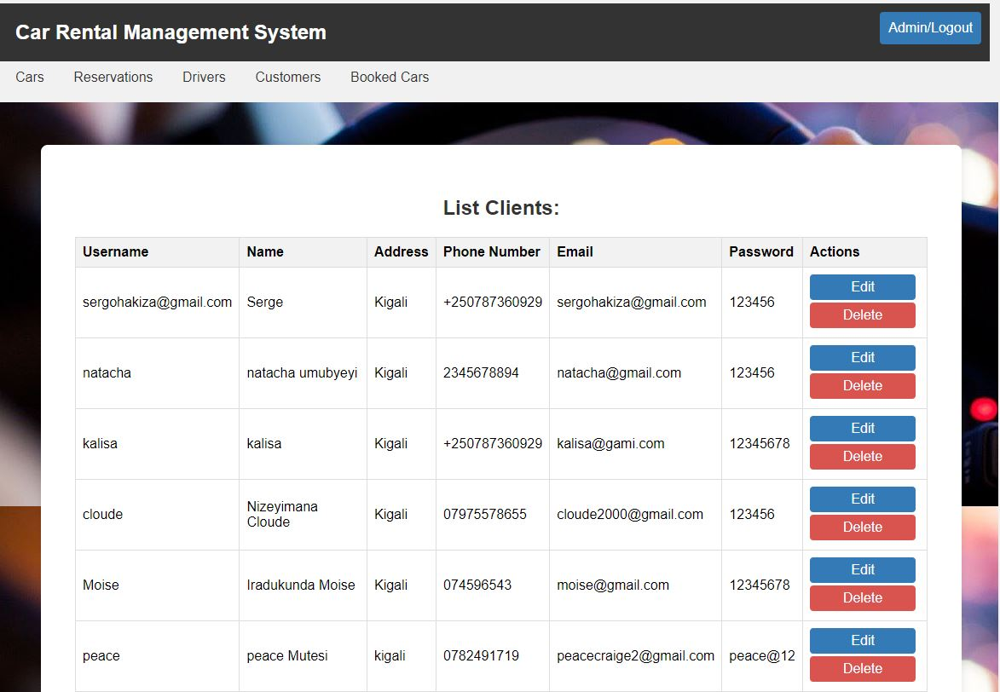 Car Rental Management System
Admin/Logout
Cars Reservations Drivers Customers Booked Cars
List Clients:
Username Name Address Phone Number Email Password Actions
sergohakiza@gmail.com Serge Kigali +250787360929 sergohakiza@gmail.com 123456 Edit
Delete
natacha natacha umubyeyi Kigali 2345678894 natacha@gmail.com 123456 Edit
Delete
kalisa kalisa Kigali +250787360929 kalisa@gami.com 12345678 Edit
Delete
cloude Nizeyimana Cloude Kigali 07975578655 cloude2000@gmail.com 123456 Edit
Delete
Moise Iradukunda Moise Kigali 074596543 moise@gmail.com 12345678 Edit
Delete
peace peace Mutesi kigali 0782491719 peacecraige2@gmail.com peace@12 Edit
Delete